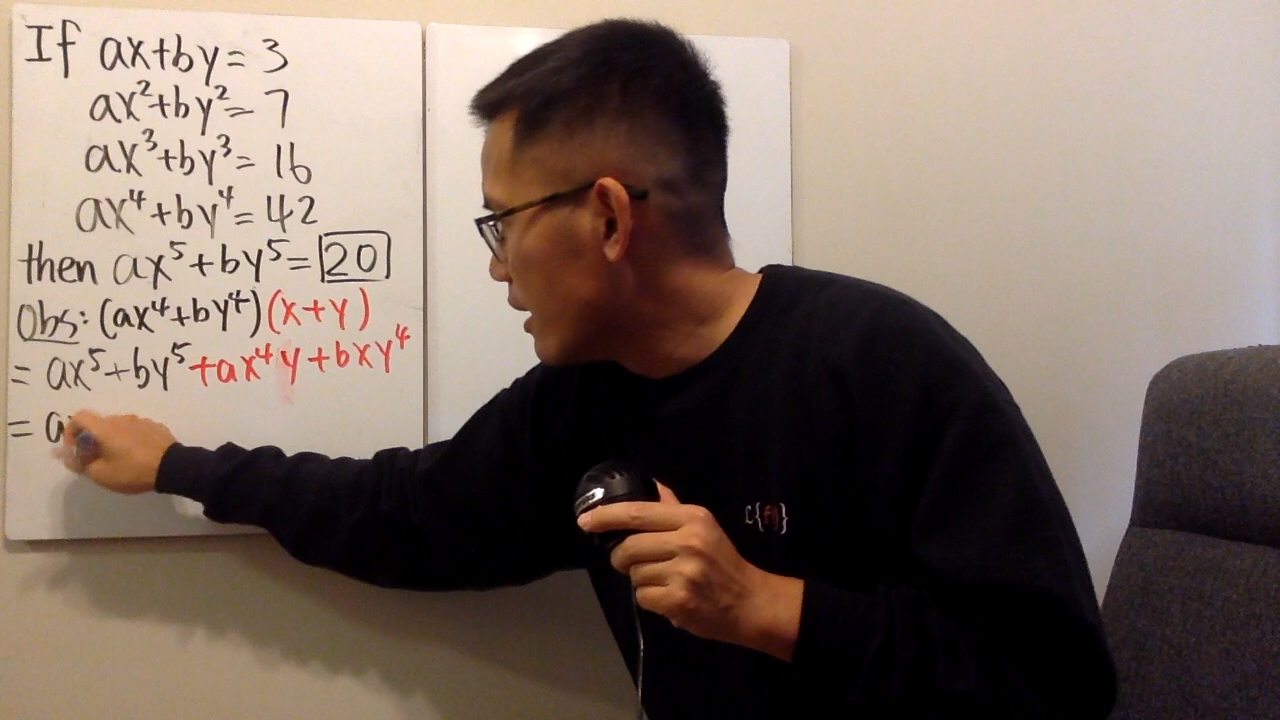 If ax+by=3
ax²+by²=7
ax³+by³=16
ax⁴+by⁴=42
then ax⁵+by⁵=20
Obs: (ax⁴+by⁴)(x+y)
= ax⁵+by⁵+ax⁴y+bxy⁴
= a